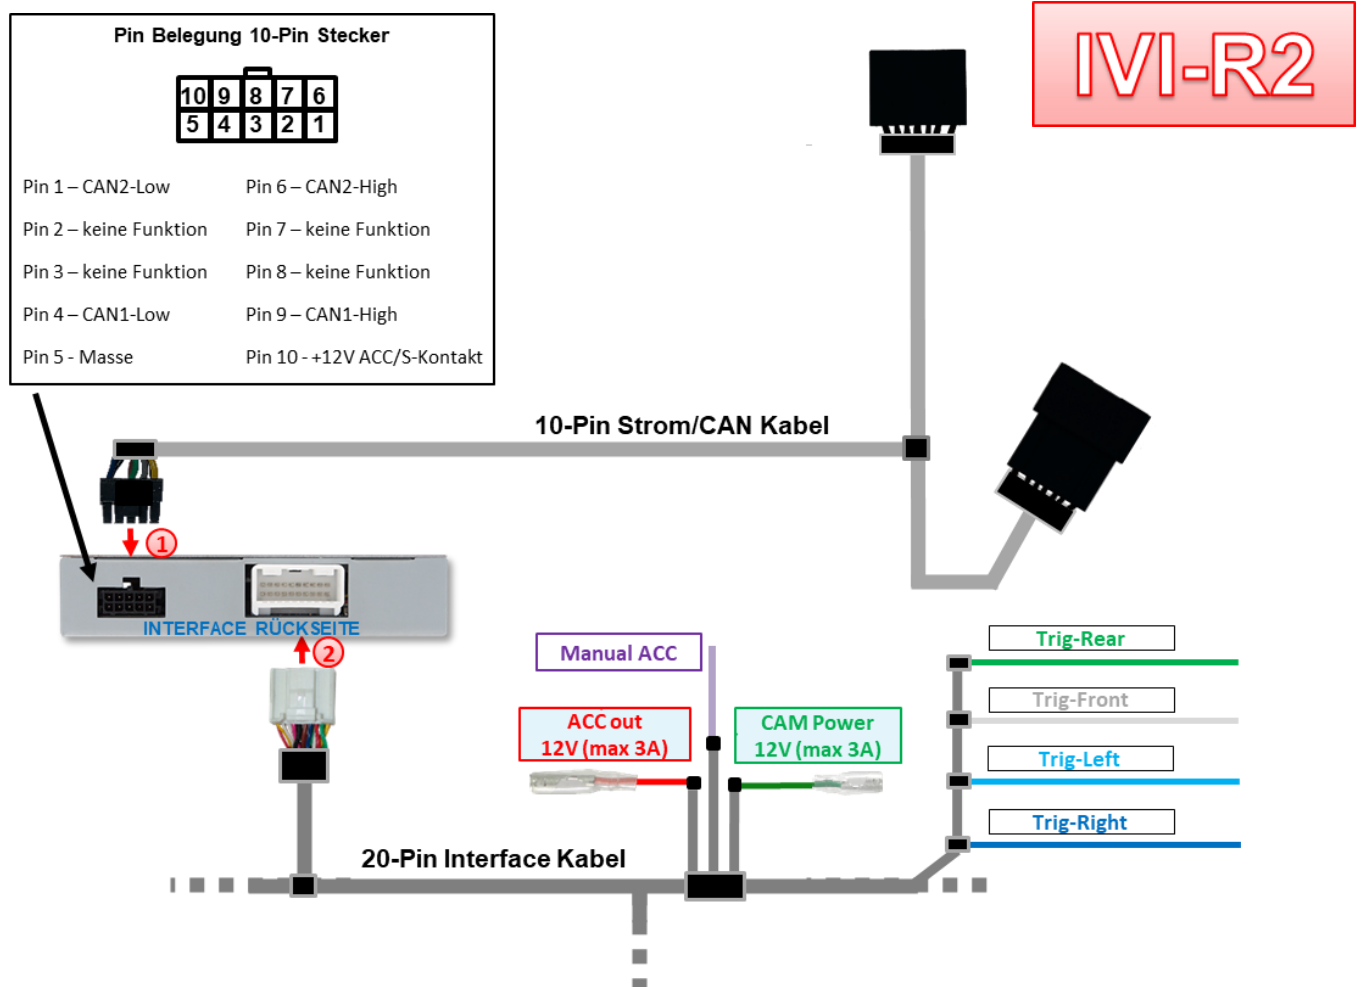 Pin Belegung 10-Pin Stecker
10 9 8 7 6
5 4 3 2 1
Pin 1 – CAN2-Low
Pin 6 – CAN2-High
Pin 2 – keine Funktion
Pin 7 – keine Funktion
Pin 3 – keine Funktion
Pin 8 – keine Funktion
Pin 4 – CAN1-Low
Pin 9 – CAN1-High
Pin 5 - Masse
Pin 10 - +12V ACC/S-Kontakt
IVI-R2
10-Pin Strom/CAN Kabel
1
INTERFACE RÜCKSEITE
2
Manual ACC
ACC out
12V (max 3A)
CAM Power
12V (max 3A)
Trig-Rear
Trig-Front
Trig-Left
Trig-Right
20-Pin Interface Kabel